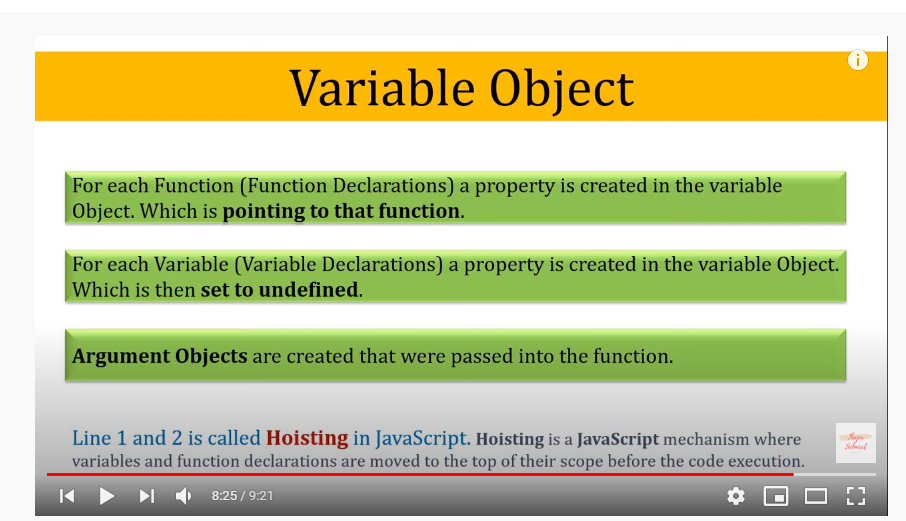 Variable Object
For each Function (Function Declarations) a property is created in the variable
Object. Which is pointing to that function.
For each Variable (Variable Declarations) a property is created in the variable Object.
Which is then set to undefined.
Argument Objects are created that were passed into the function.
Line 1 and 2 is called Hoisting in JavaScript. Hoisting is a JavaScript mechanism where
variables and function declarations are moved to the top of their scope before the code execution.
8:25 / 9:21